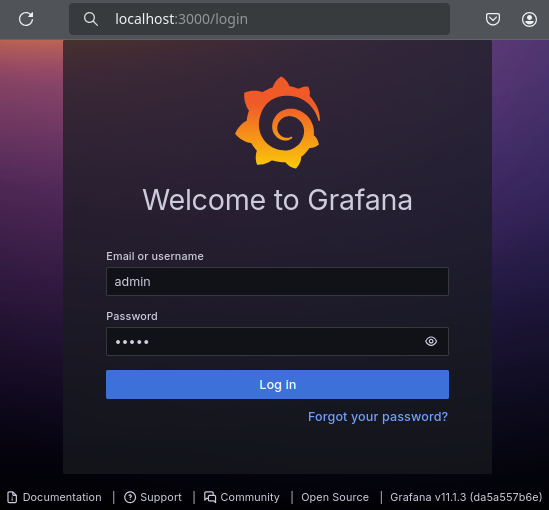 localhost:3000/login
Welcome to Grafana
Email or username
admin
Password
•••••
Log in
Forgot your password?
Documentation | Support | Community | Open Source | Grafana v11.1.3 (da5a557b6e)